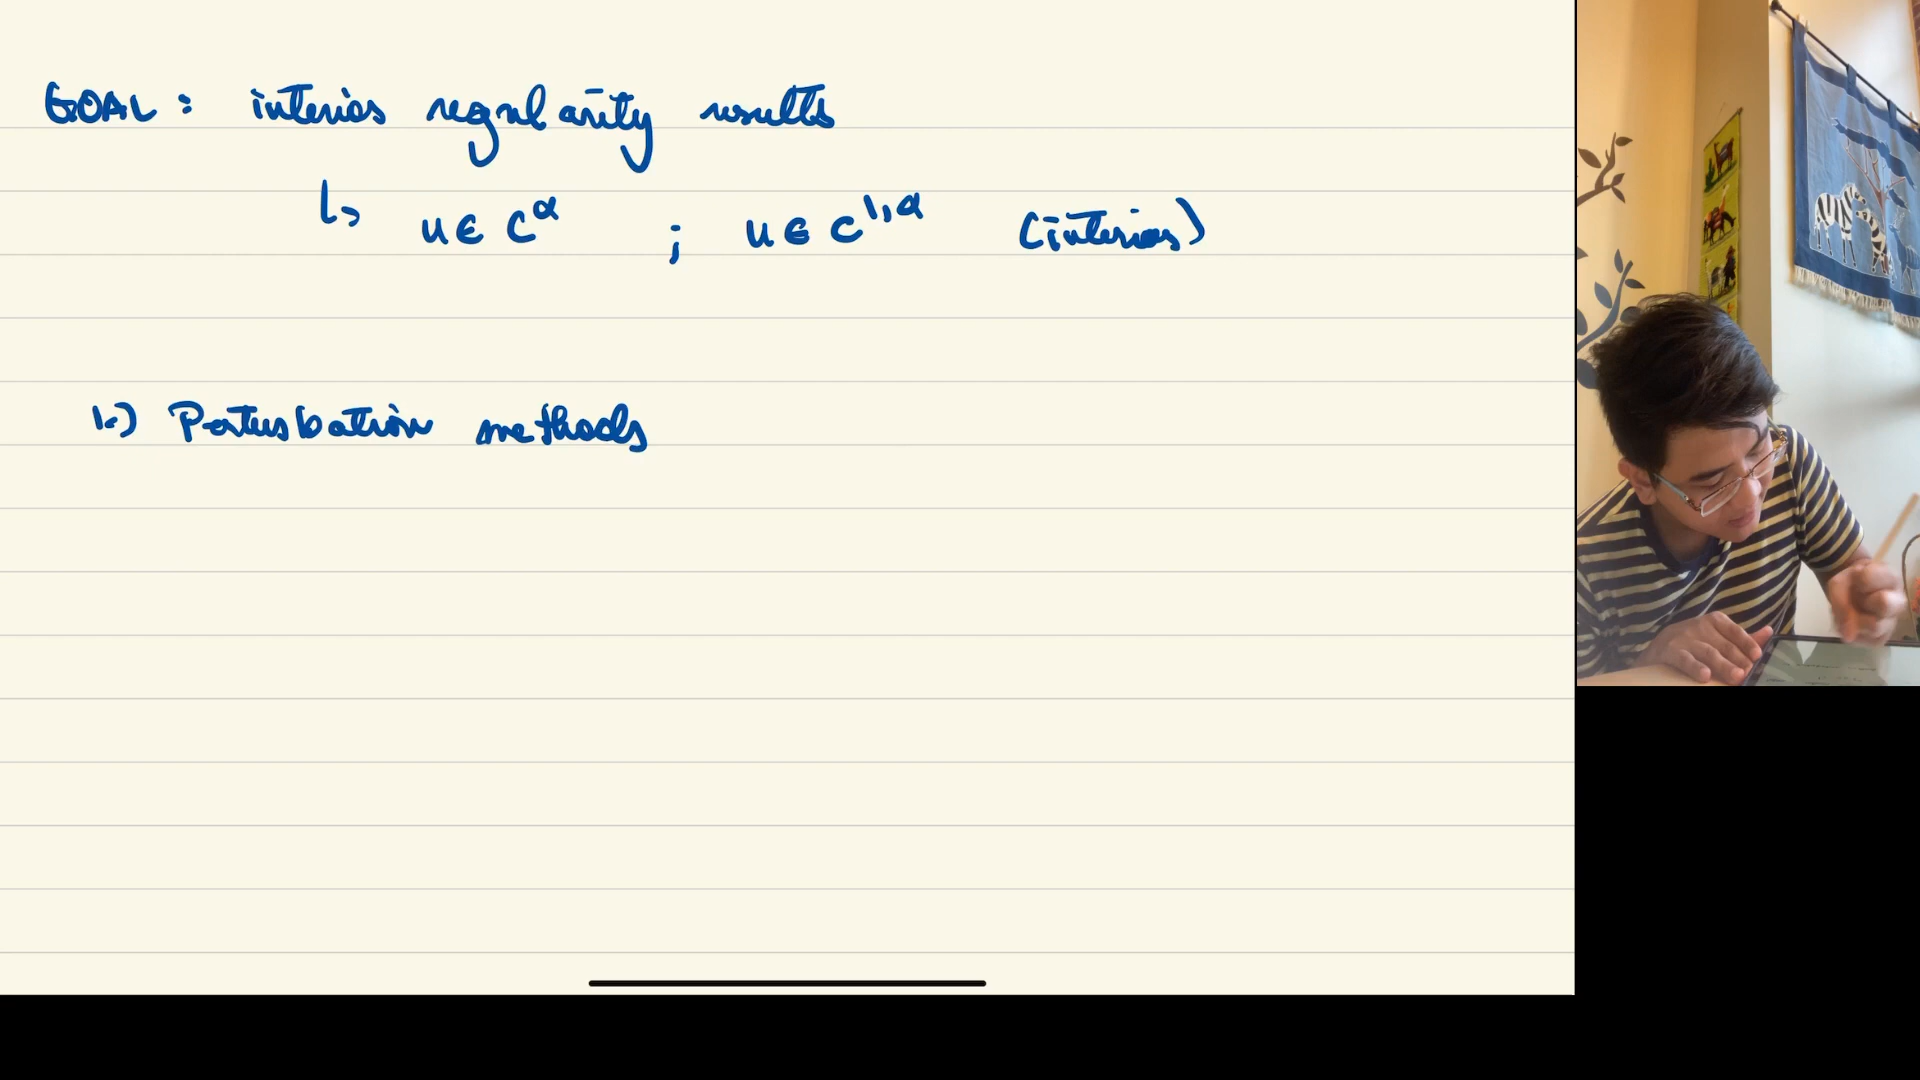 GOAL: interior regularity results
↳ u ∈ C^α ; u ∈ C^{1,α} (interior)
1.) Perturbation methods